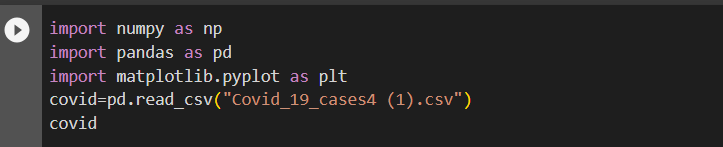 import numpy as np
import pandas as pd
import matplotlib.pyplot as plt
covid=pd.read_csv("Covid_19_cases4 (1).csv")
covid